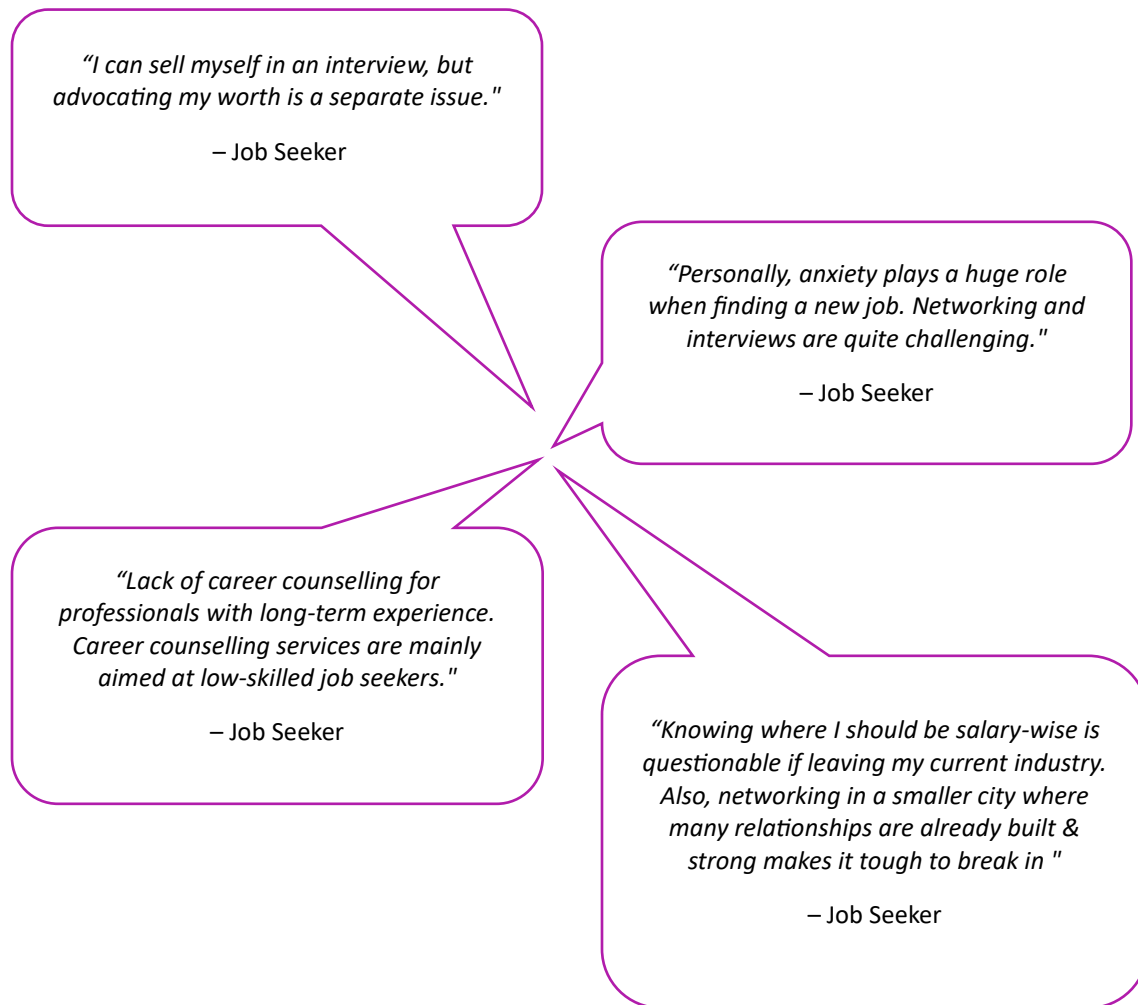 “I can sell myself in an interview, but
advocating my worth is a separate issue."
– Job Seeker
“Personally, anxiety plays a huge role
when finding a new job. Networking and
interviews are quite challenging."
– Job Seeker
“Lack of career counselling for
professionals with long-term experience.
Career counselling services are mainly
aimed at low-skilled job seekers."
– Job Seeker
“Knowing where I should be salary-wise is
questionable if leaving my current industry.
Also, networking in a smaller city where
many relationships are already built &
strong makes it tough to break in "
– Job Seeker